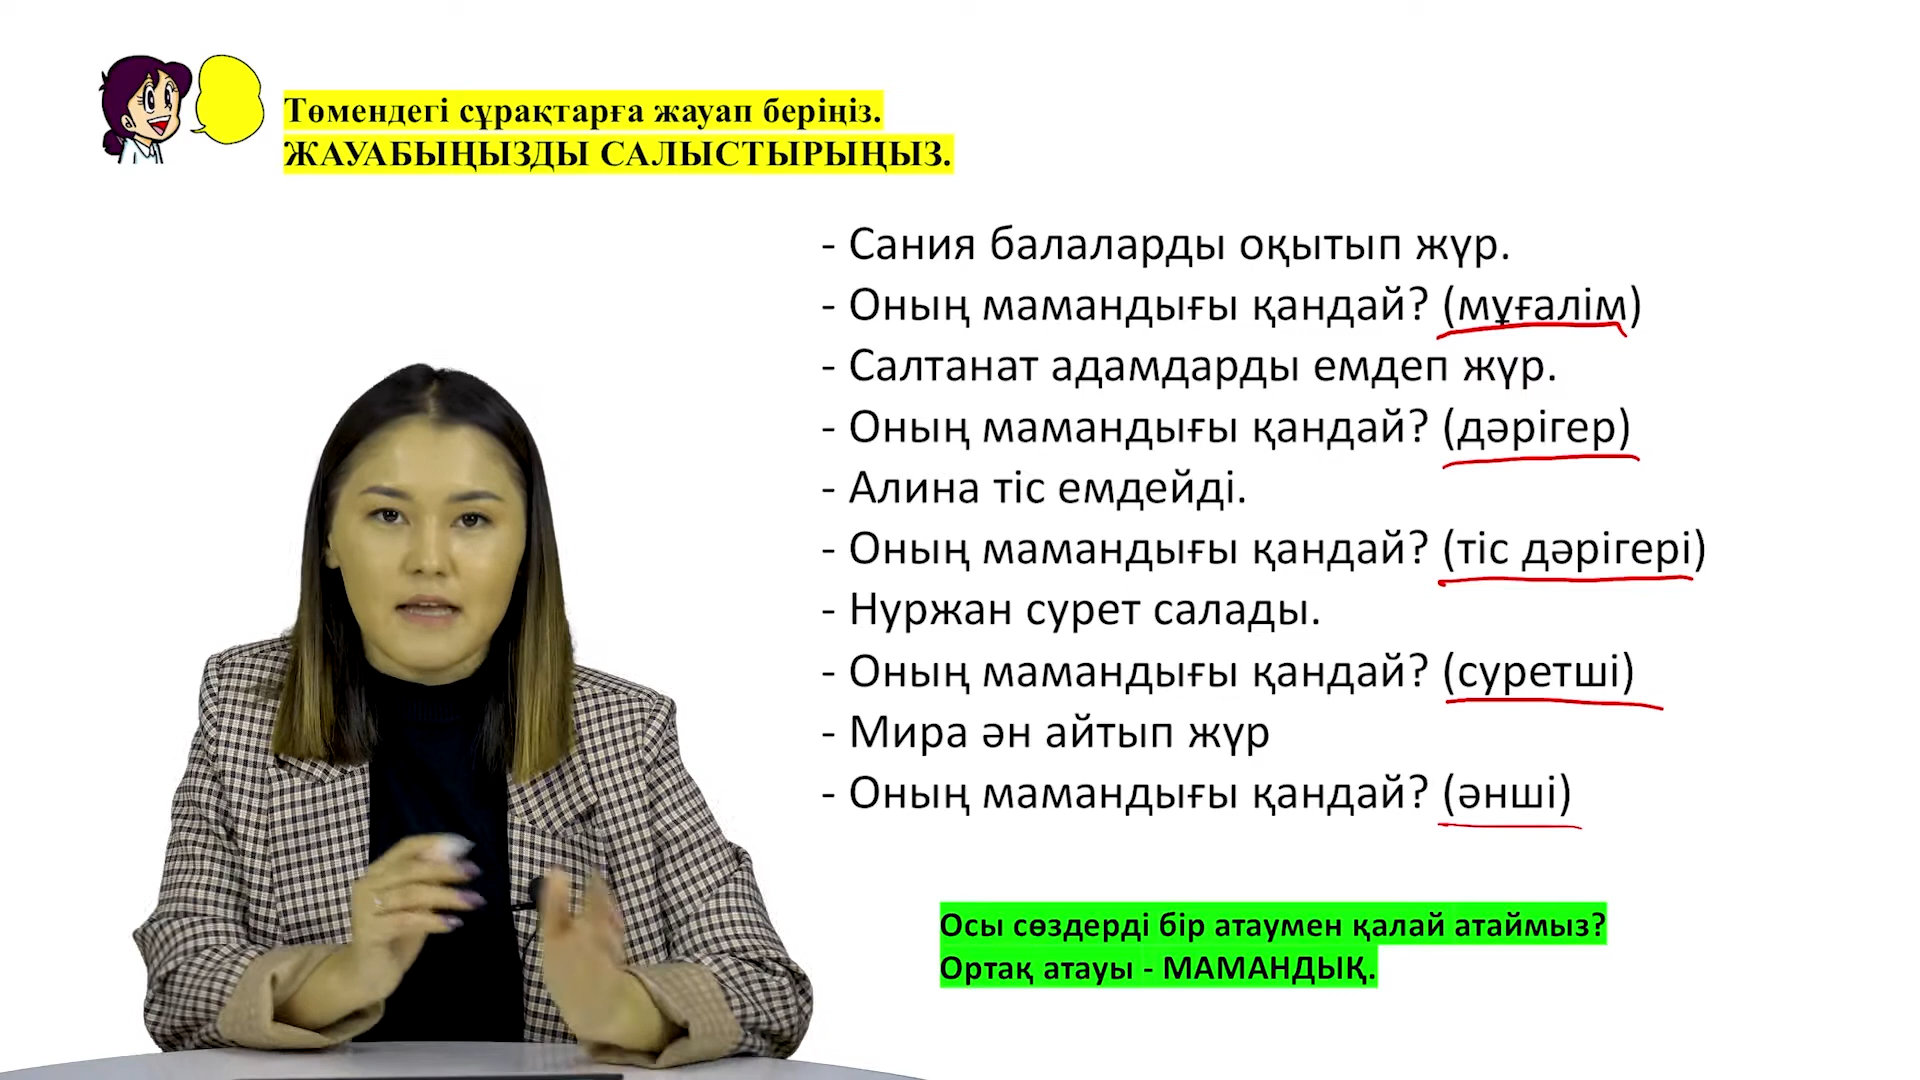 Төмендегі сұрақтарға жауап беріңіз.
ЖАУАБЫҢЫЗДЫ САЛЫСТЫРЫҢЫЗ.
- Сания балаларды оқытып жүр.
- Оның мамандығы қандай? (мұғалім)
- Салтанат адамдарды емдеп жүр.
- Оның мамандығы қандай? (дәрігер)
- Алина тіс емдейді.
- Оның мамандығы қандай? (тіс дәрігері)
- Нуржан сурет салады.
- Оның мамандығы қандай? (суретші)
- Мира ән айтып жүр
- Оның мамандығы қандай? (әнші)
Осы сөздерді бір атаумен қалай атаймыз?
Ортақ атауы - МАМАНДЫҚ.